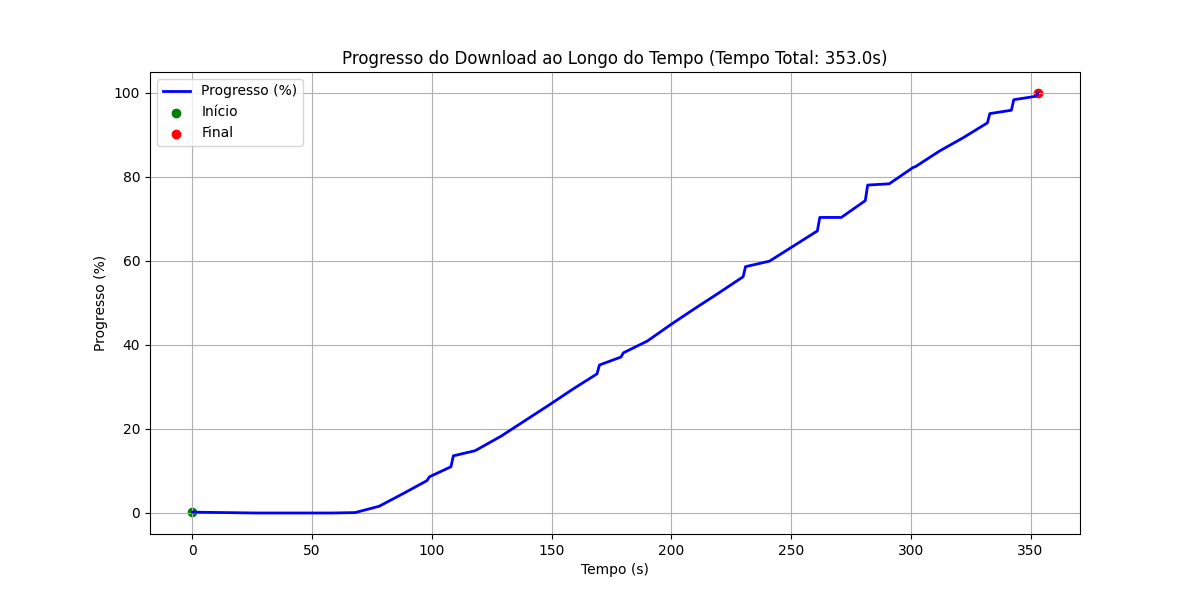 Progresso do Download ao Longo do Tempo (Tempo Total: 353.0s)
Progresso (%)
Início
Final
100
80
60
40
20
0
Progresso (%)
0
50
100
150
200
250
300
350
Tempo (s)